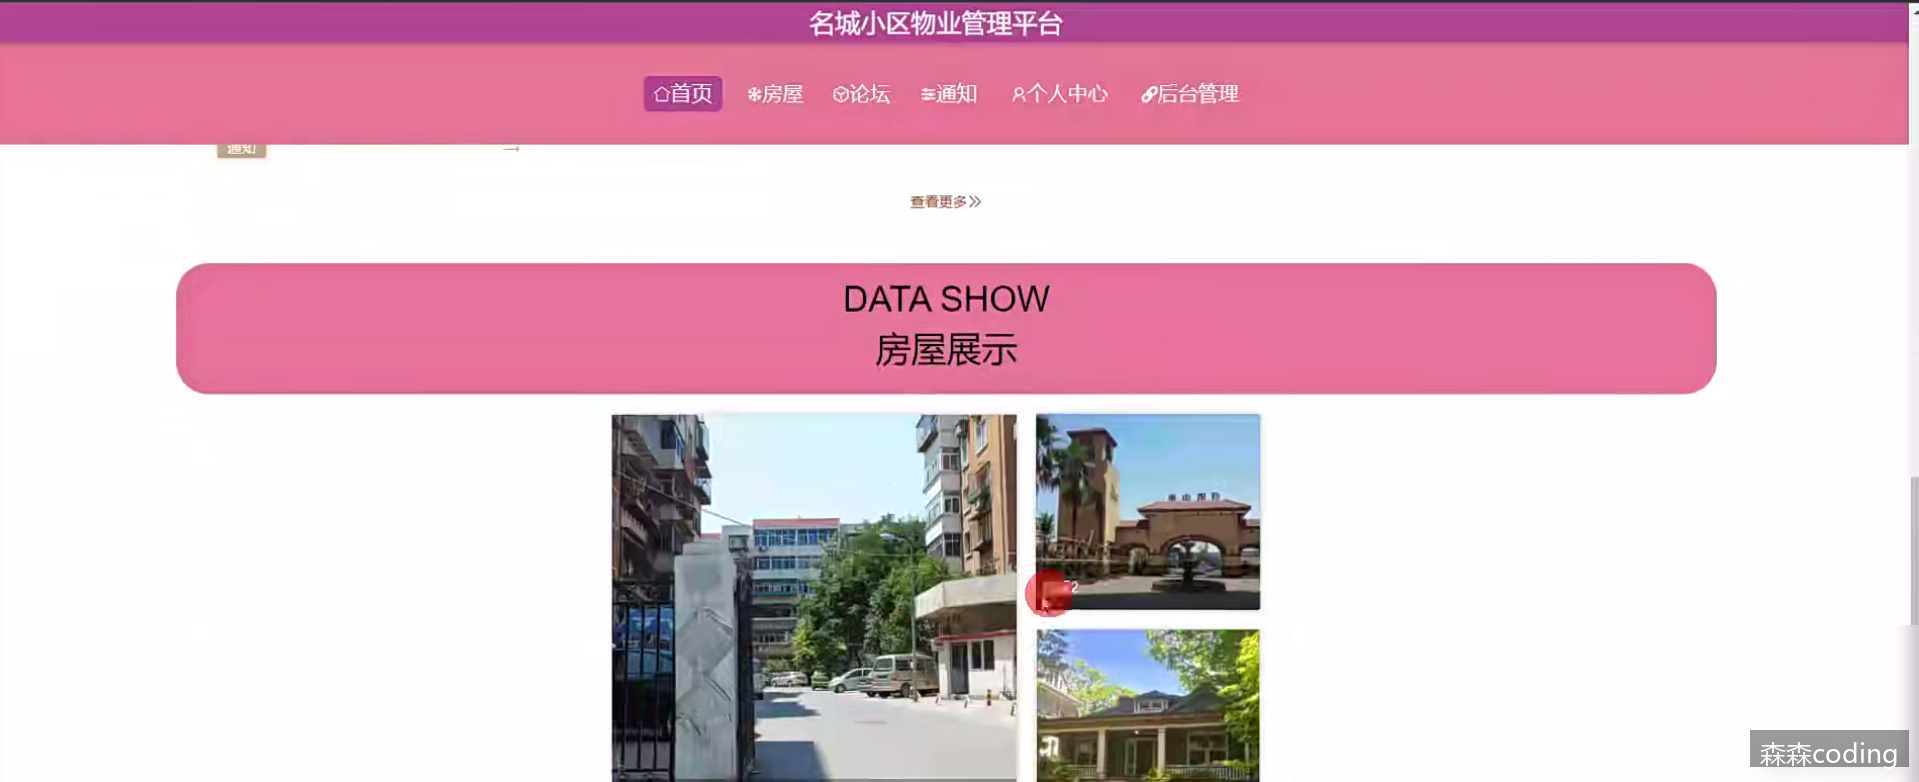 名城小区物业管理平台
首页
房屋
论坛
通知
个人中心
后台管理
通知
查看更多
DATA SHOW
房屋展示
森森coding